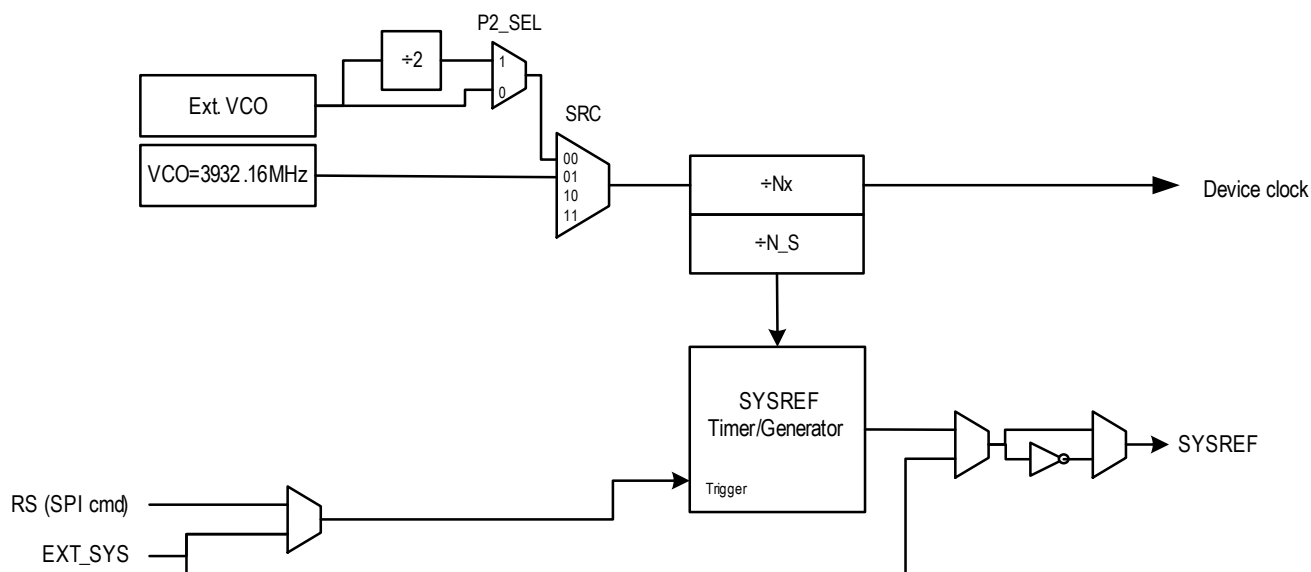 P2_SEL
÷2
1
0
Ext. VCO
SRC
VCO=3932.16MHz
00
01
10
11
÷Nx
Device clock
÷N_S
SYSREF
Timer/Generator
Trigger
SYSREF
RS (SPI cmd)
EXT_SYS